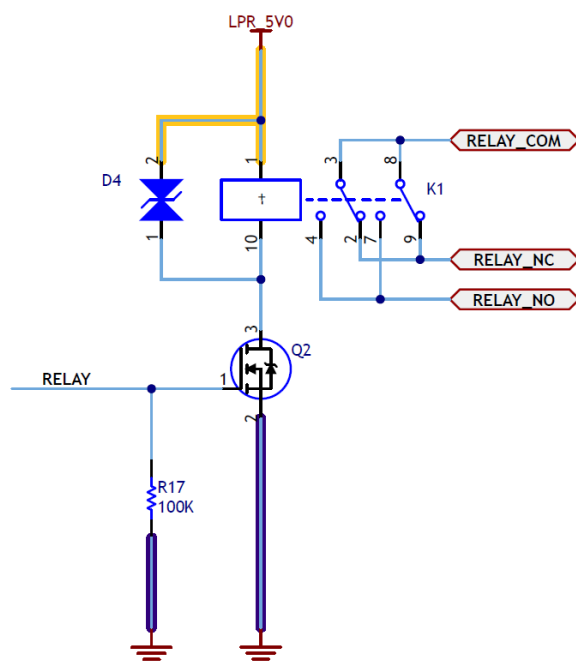 LPR_5V0
2
1
3
8
RELAY_COM
D4
†
K1
1
10
4
2
7
9
RELAY_NC
RELAY_NO
3
Q2
RELAY
1
2
R17
100K